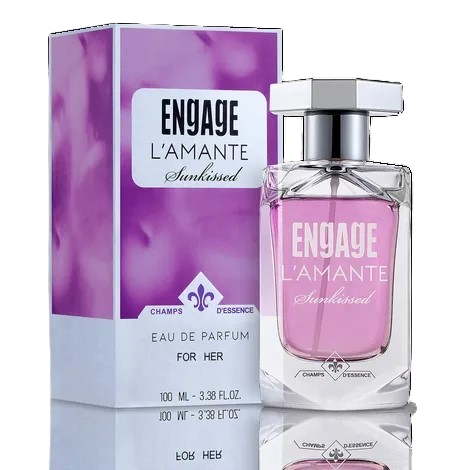 ENgAgE
L'AMANTE
Sunkissed
CHAMPS D'ESSENCE
EAU DE PARFUM
FOR HER
100 ML - 3.38 FL.OZ.
ENgAgE
L'AMANTE
Sunkissed
CHAMPS D'ESSENCE